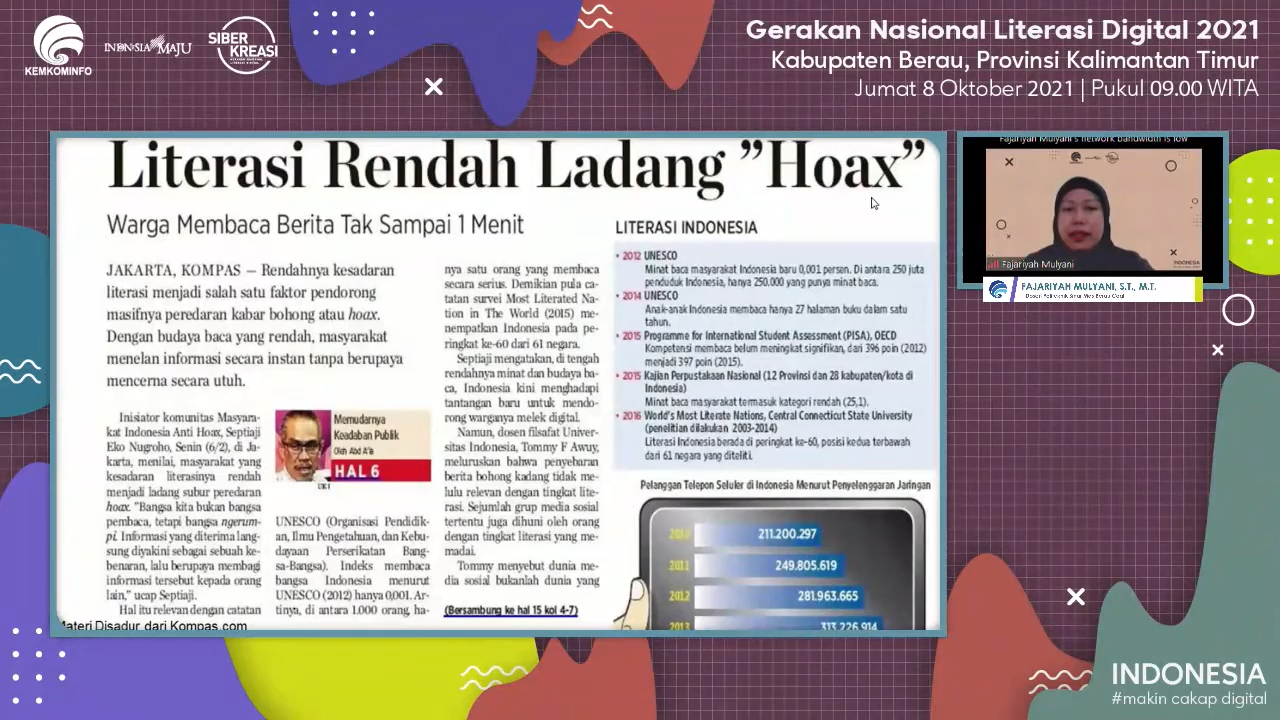 KEMKOMINFO
INDONESIA MAJU
SIBER
KREASI
Gerakan Nasional Literasi Digital 2021
Kabupaten Berau, Provinsi Kalimantan Timur
Jumat 8 Oktober 2021 | Pukul 09.00 WITA
Literasi Rendah Ladang "Hoax"
Warga Membaca Berita Tak Sampai 1 Menit
JAKARTA, KOMPAS — Rendahnya kesadaran
literasi menjadi salah satu faktor pendorong
masifnya peredaran kabar bohong atau hoax.
Dengan budaya baca yang rendah, masyarakat
menelan informasi secara instan tanpa berupaya
mencerna secara utuh.
Inisiator komunitas Masyara-
kat Indonesia Anti Hoax, Septiaji
Eko Nugroho, Senin (6/2), di Ja-
karta, menilai, masyarakat yang
kesadaran literasinya rendah
menjadi ladang subur peredaran
hoax. "Bangsa kita bukan bangsa
pembaca, tetapi bangsa ngerum-
pi. Informasi yang diterima lang-
sung diyakini sebagai sebuah ke-
benaran, lalu berupaya membagi
informasi tersebut kepada orang
lain," ucap Septiaji.
Hal itu relevan dengan catatan
Memudarnya
Keadaban Publik
Oleh Abd A'la
HAL 6
UNESCO (Organisasi Pendidik-
an, Ilmu Pengetahuan, dan Kebu-
dayaan Perserikatan Bang-
sa-Bangsa). Indeks membaca
bangsa Indonesia menurut
UNESCO (2012) hanya 0,001. Ar-
tinya, di antara 1.000 orang, ha-
nya satu orang yang membaca
secara serius. Demikian pula ca-
tatan survei Most Literated Na-
tion in The World (2015) me-
nempatkan Indonesia pada pe-
ringkat ke-60 dari 61 negara.
Septiaji mengatakan, di tengah
rendahnya minat dan budaya ba-
ca, Indonesia kini menghadapi
tantangan baru untuk mendo-
rong warganya melek digital.
Namun, dosen filsafat Univer-
sitas Indonesia, Tommy F Awuy,
meluruskan bahwa penyebaran
berita bohong kadang tidak me-
lulu relevan dengan tingkat lite-
rasi. Sejumlah grup media sosial
tertentu juga dihuni oleh orang
dengan tingkat literasi yang me-
madai.
Tommy menyebut dunia me-
dia sosial bukanlah dunia yang
(Bersambung ke hal 15 kol 4-7)
LITERASI INDONESIA
• 2012 UNESCO
Minat baca masyarakat Indonesia baru 0,001 persen. Di antara 250 juta
penduduk Indonesia, hanya 250.000 yang punya minat baca.
• 2014 UNESCO
Anak-anak Indonesia membaca hanya 27 halaman buku dalam satu
tahun.
• 2015 Programme for International Student Assessment (PISA), OECD
Kompetensi membaca belum meningkat signifikan, dari 396 poin (2012)
menjadi 397 poin (2015).
• 2015 Kajian Perpustakaan Nasional (12 Provinsi dan 28 kabupaten/kota di
Indonesia)
Minat baca masyarakat termasuk kategori rendah (25,1).
• 2016 World's Most Literate Nations, Central Connecticut State University
(penelitian dilakukan 2003-2014)
Literasi Indonesia berada di peringkat ke-60, posisi kedua terbawah
dari 61 negara yang diteliti.
Pelanggan Telepon Seluler di Indonesia Menurut Penyelenggaran Jaringan
2010 211.200.297
2011 249.805.619
2012 281.963.665
2013 313.226.914
Materi Disadur dari Kompas.com
Fajariyah Mulyani's network bandwidth is low
Fajariyah Mulyani
FAJARIYAH MULYANI, S.T., M.T.
INDONESIA
#makin cakap digital